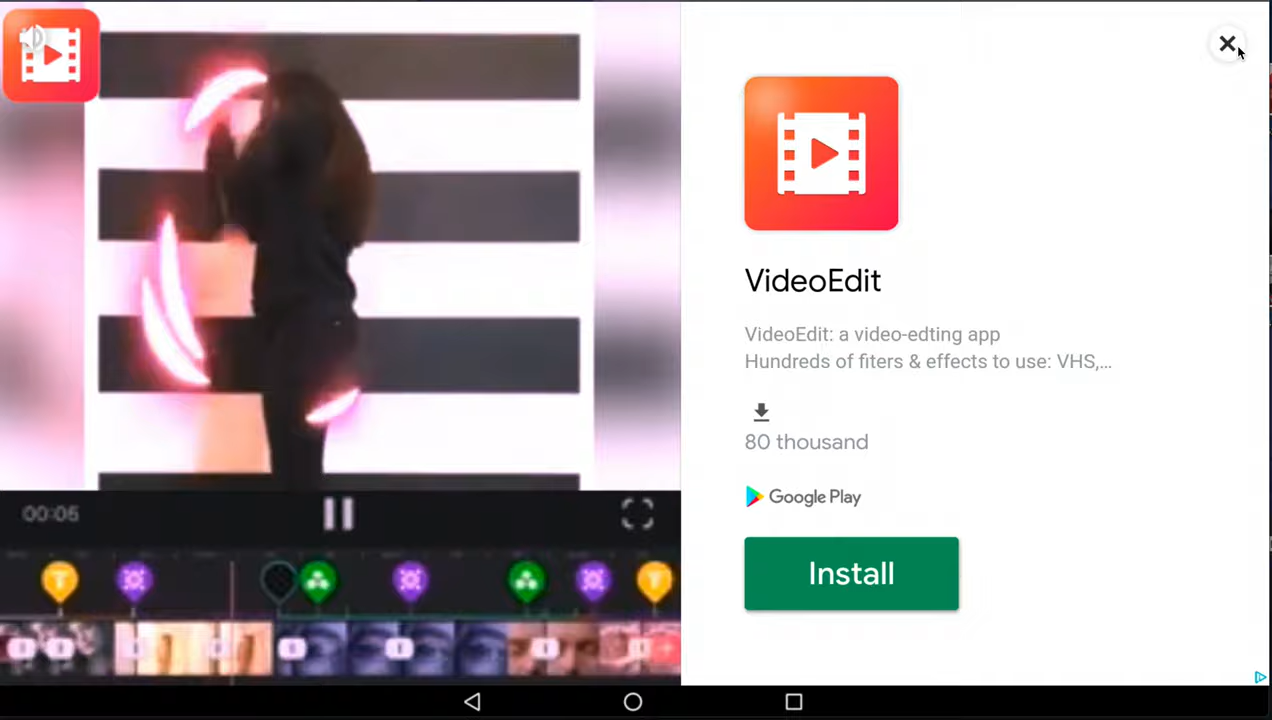 VideoEdit
VideoEdit: a video-edting app
Hundreds of fiters & effects to use: VHS,...
80 thousand
Google Play
Install
00:05